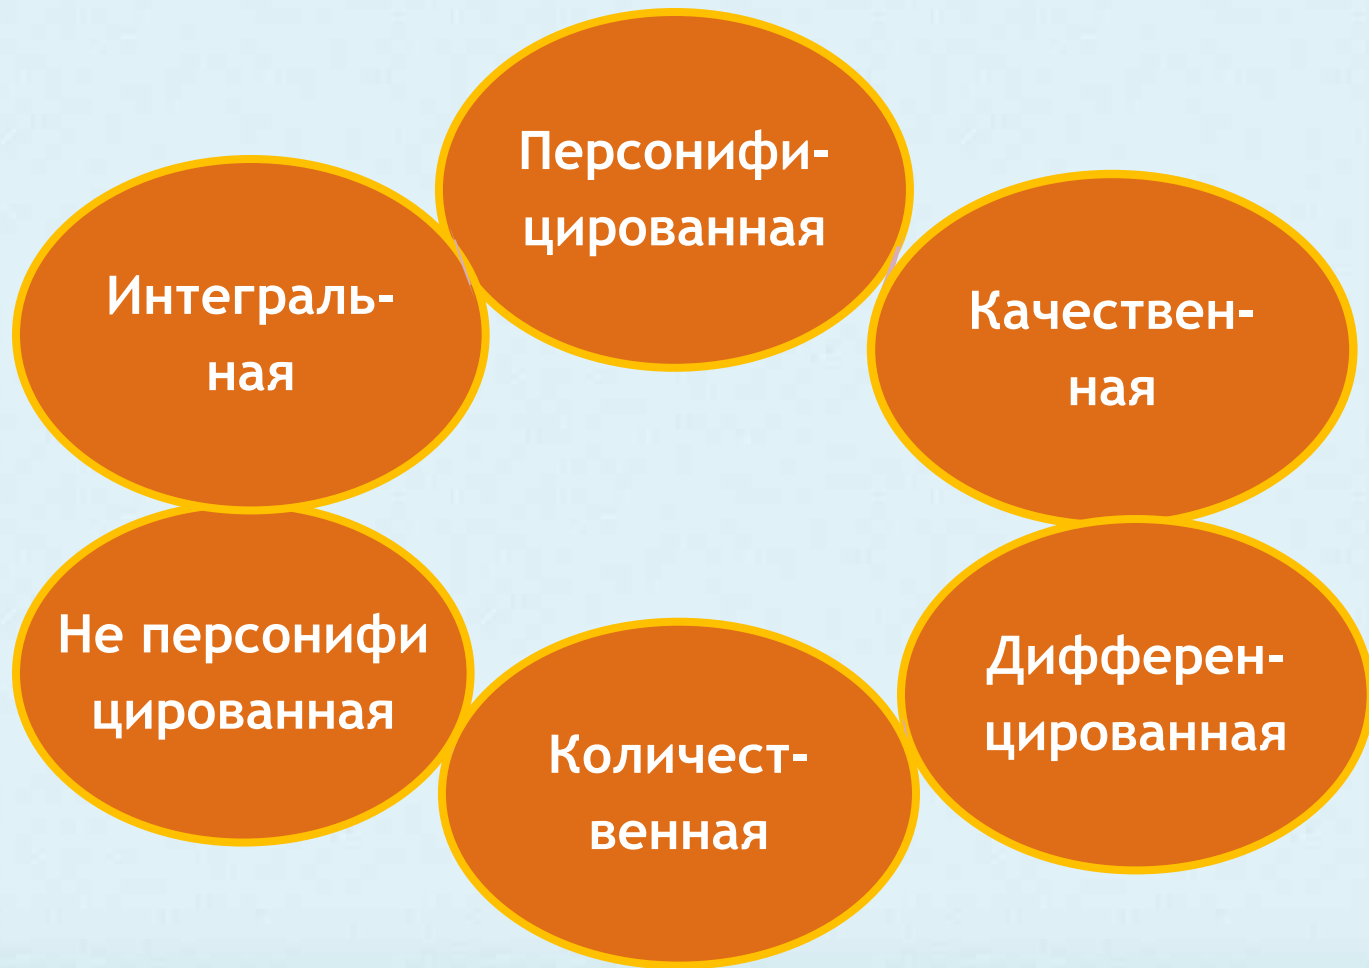 Персонифи-
цированная
Интеграль-
ная
Качествен-
ная
Не персонифи
цированная
Дифферен-
цированная
Количест-
венная